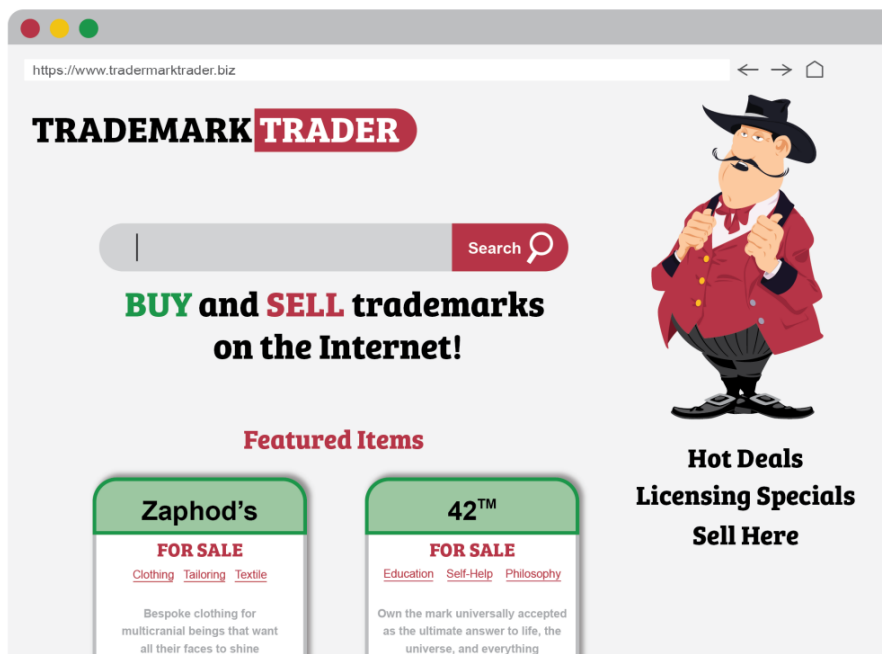 https://www.tradermarktrader.biz
TRADEMARK TRADER
Search
BUY and SELL trademarks
on the Internet!
Featured Items
Zaphod's
FOR SALE
Clothing Tailoring Textile
Bespoke clothing for
multicranial beings that want
all their faces to shine
42™
FOR SALE
Education Self-Help Philosophy
Own the mark universally accepted
as the ultimate answer to life, the
universe, and everything
Hot Deals
Licensing Specials
Sell Here